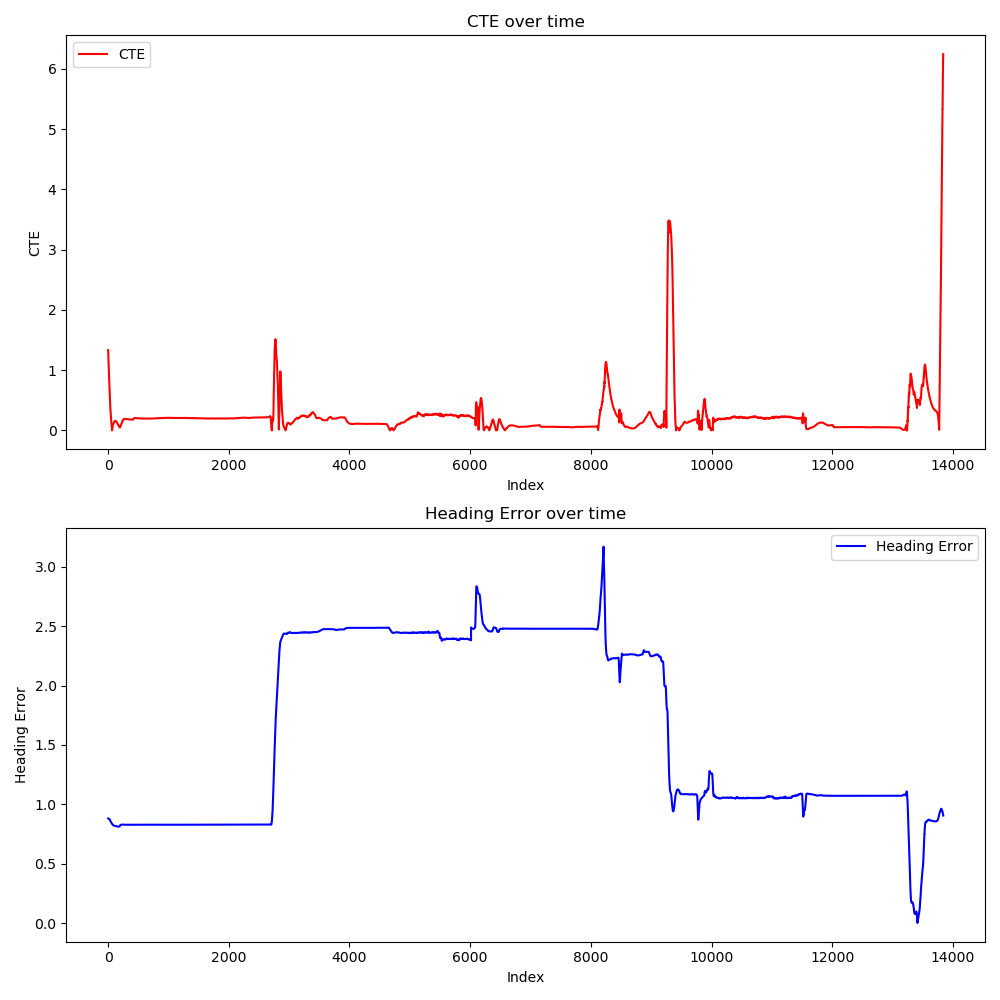 CTE over time
CTE
6
5
4
3
2
1
0
CTE
0 2000 4000 6000 8000 10000 12000 14000
Index
Heading Error over time
Heading Error
3.0
2.5
2.0
1.5
1.0
0.5
0.0
Heading Error
0 2000 4000 6000 8000 10000 12000 14000
Index